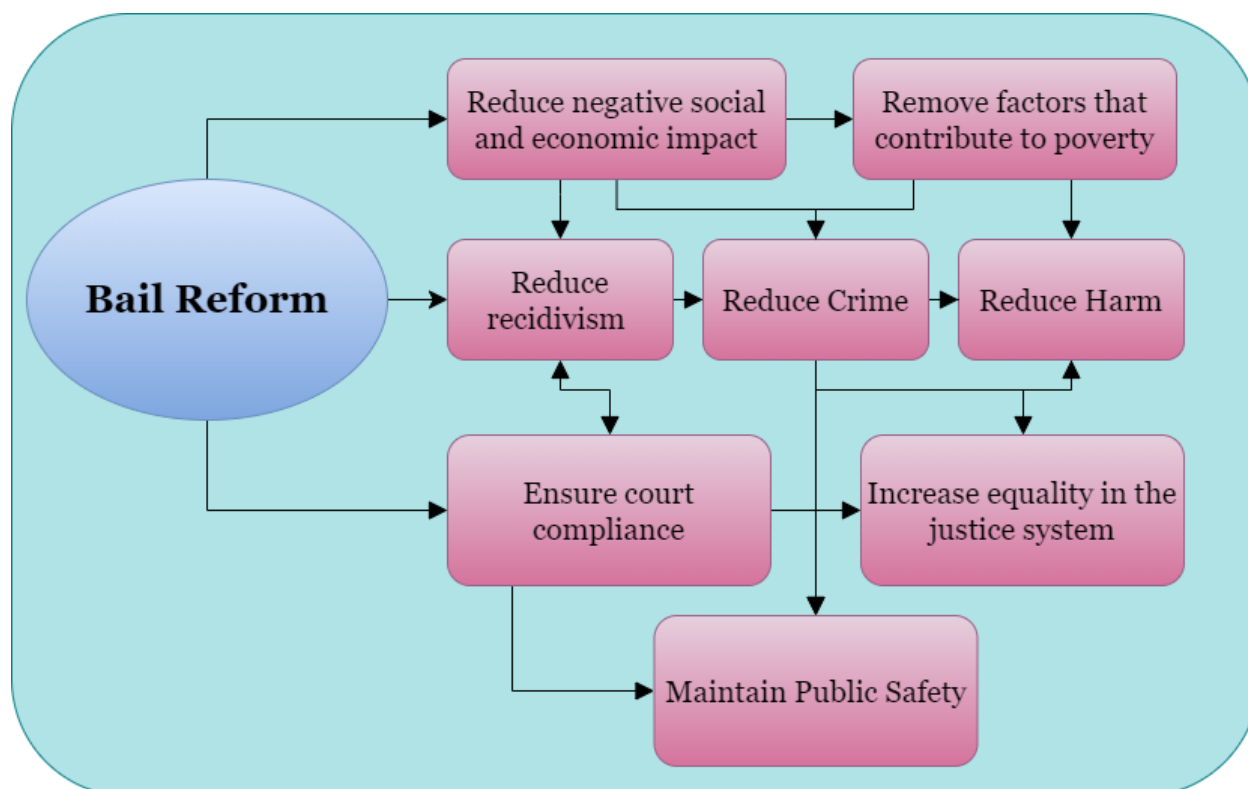 Reduce negative social
and economic impact
Remove factors that
contribute to poverty
Bail Reform
Reduce
recidivism
Reduce Crime
Reduce Harm
Ensure court
compliance
Increase equality in the
justice system
Maintain Public Safety